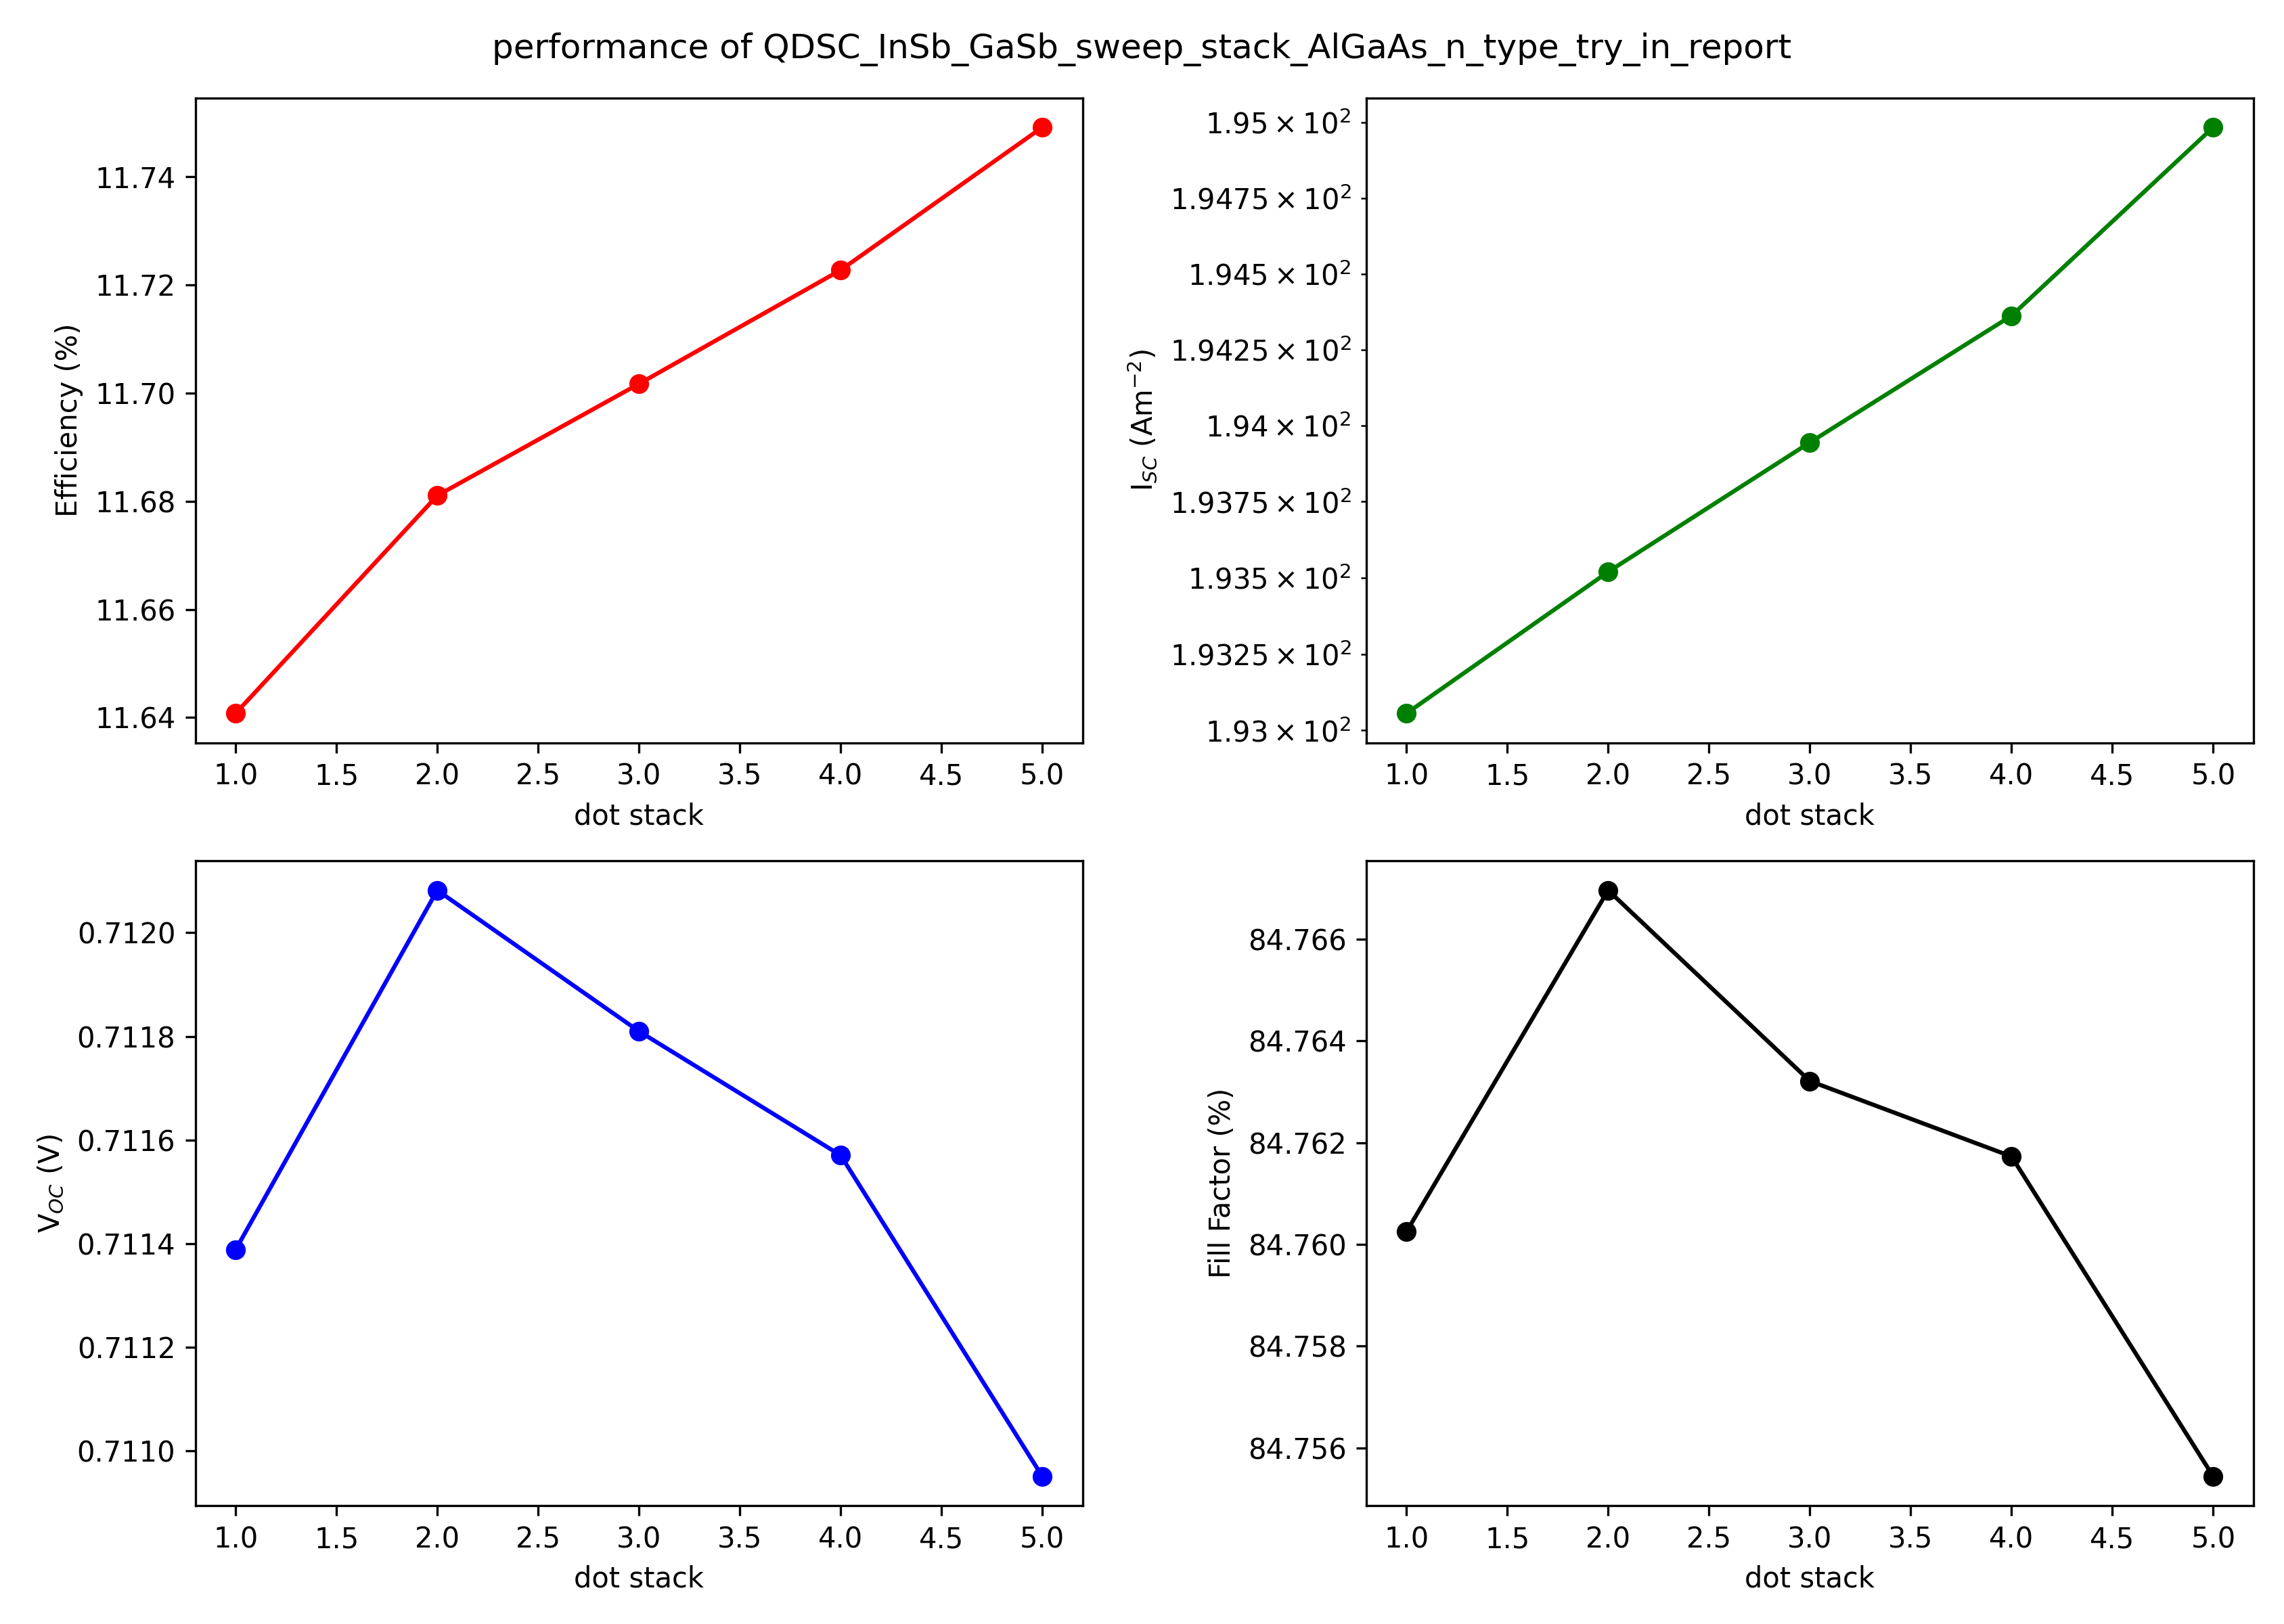 performance of QDSC_InSb_GaSb_sweep_stack_AlGaAs_n_type_try_in_report
Efficiency (%)
11.74
11.72
11.70
11.68
11.66
11.64
1.0 1.5 2.0 2.5 3.0 3.5 4.0 4.5 5.0
dot stack
I_SC (Am⁻²)
1.95 × 10²
1.9475 × 10²
1.945 × 10²
1.9425 × 10²
1.94 × 10²
1.9375 × 10²
1.935 × 10²
1.9325 × 10²
1.93 × 10²
1.0 1.5 2.0 2.5 3.0 3.5 4.0 4.5 5.0
dot stack
V_OC (V)
0.7120
0.7118
0.7116
0.7114
0.7112
0.7110
1.0 1.5 2.0 2.5 3.0 3.5 4.0 4.5 5.0
dot stack
Fill Factor (%)
84.766
84.764
84.762
84.760
84.758
84.756
1.0 1.5 2.0 2.5 3.0 3.5 4.0 4.5 5.0
dot stack